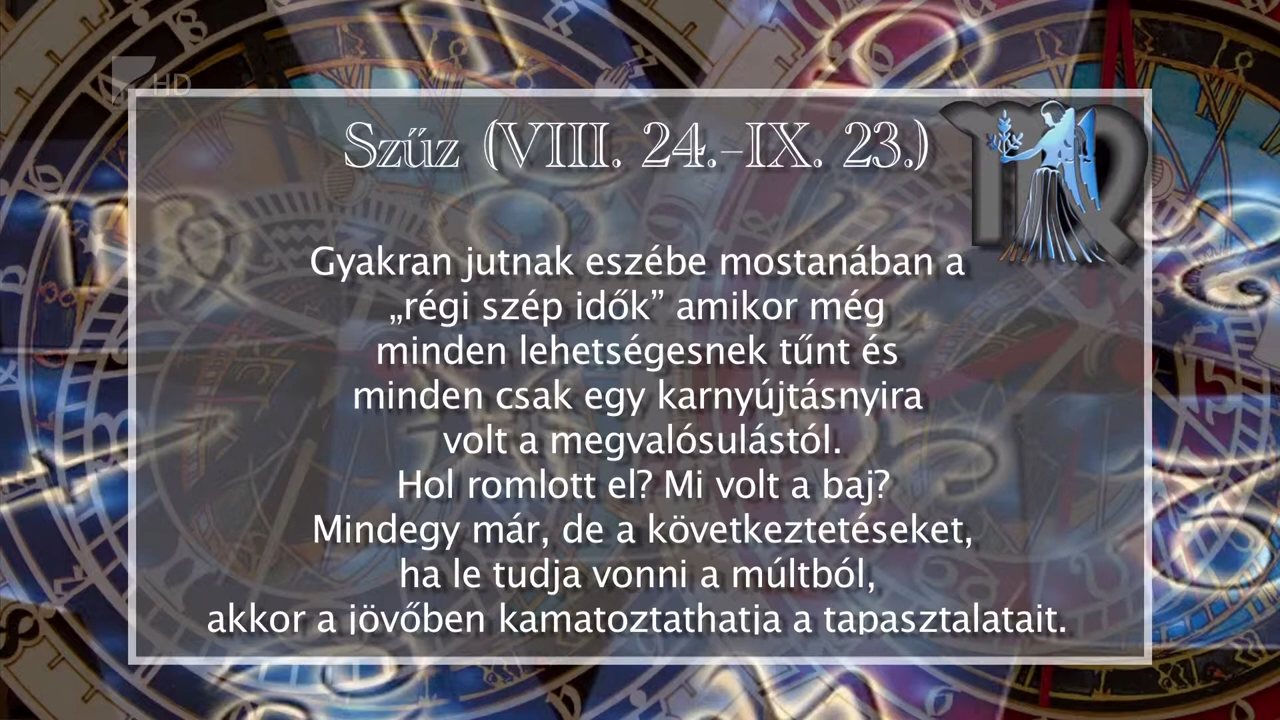 HD
Szűz (VIII. 24.-IX. 23.)
Gyakran jutnak eszébe mostanában a
„régi szép idők” amikor még
minden lehetségesnek tűnt és
minden csak egy karnyújtásnyira
volt a megvalósulástól.
Hol romlott el? Mi volt a baj?
Mindegy már, de a következtetéseket,
ha le tudja vonni a múltból,
akkor a jövőben kamatoztathatja a tapasztalatait.